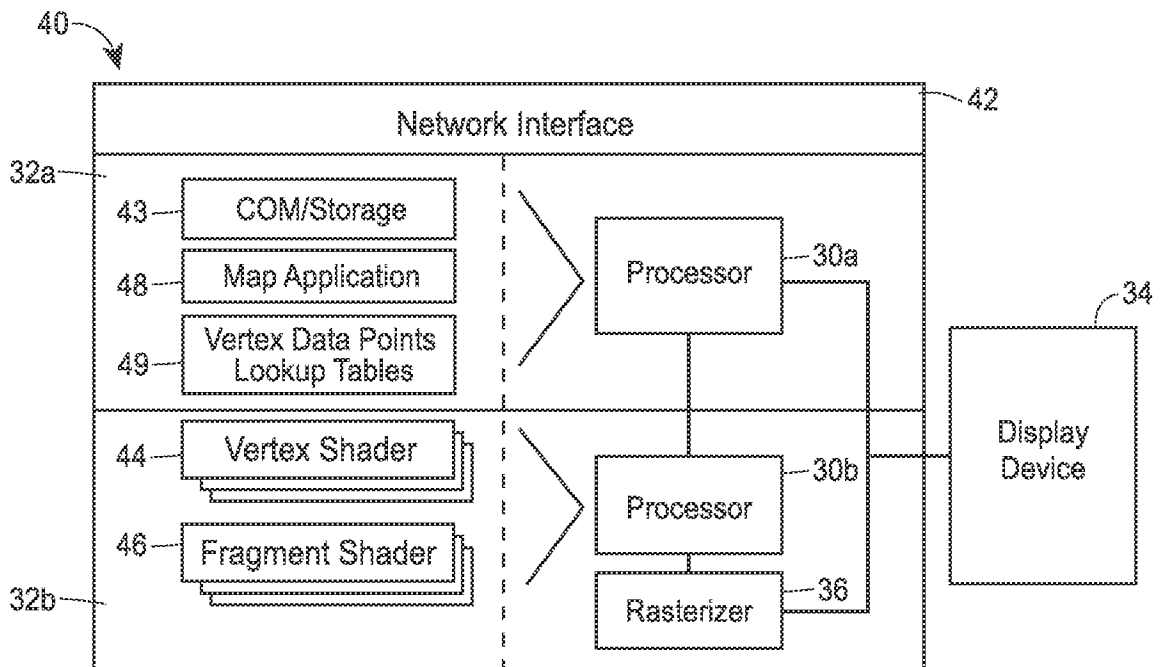 40
42
Network Interface
32a
43
COM/Storage
48
Map Application
49
Vertex Data Points
Lookup Tables
Processor
30a
34
Display
Device
44
Vertex Shader
46
Fragment Shader
32b
Processor
30b
Rasterizer
36